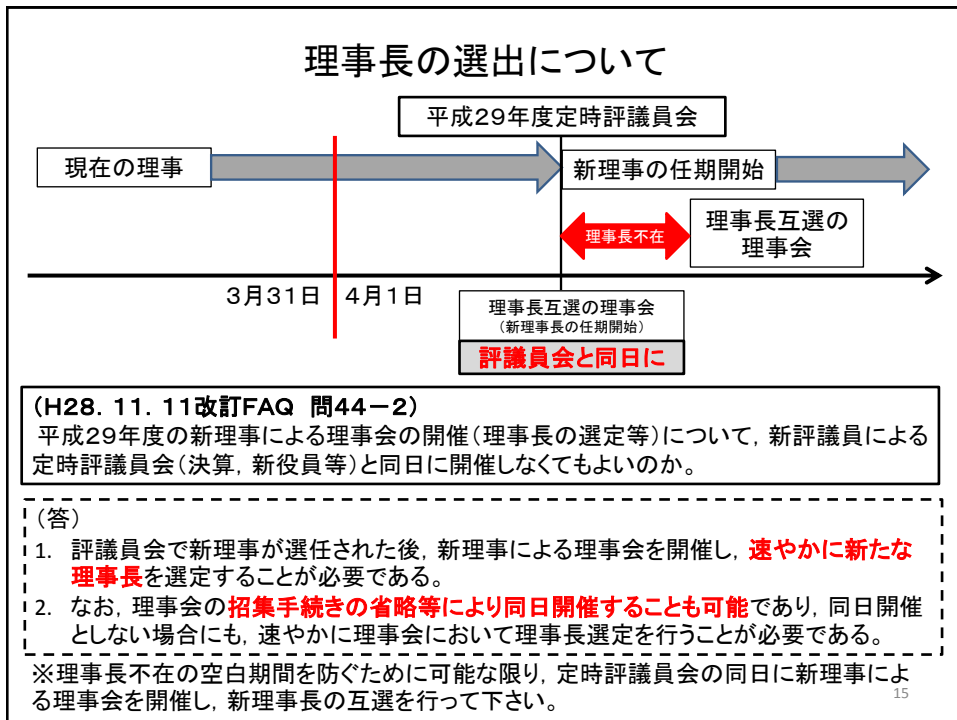 理事長の選出について
平成29年度定時評議員会
現在の理事
新理事の任期開始
理事長不在
理事長互選の
理事会
3月31日
4月1日
理事長互選の理事会
(新理事長の任期開始)
評議員会と同日に
(H28.11.11改訂FAQ 問44-2)
平成29年度の新理事による理事会の開催(理事長の選定等)について,新評議員による
定時評議員会(決算,新役員等)と同日に開催しなくてもよいのか。
(答)
1. 評議員会で新理事が選任された後,新理事による理事会を開催し,速やかに新たな
理事長を選定することが必要である。
2. なお,理事会の招集手続きの省略等により同日開催することも可能であり,同日開催
としない場合にも,速やかに理事会において理事長選定を行うことが必要である。
※理事長不在の空白期間を防ぐために可能な限り,定時評議員会の同日に新理事によ
る理事会を開催し,新理事長の互選を行って下さい。
15